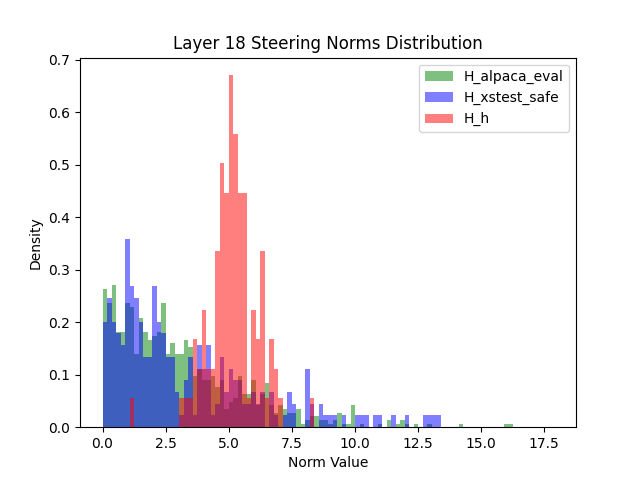 Layer 18 Steering Norms Distribution
H_alpaca_eval
H_xstest_safe
H_h
Density
0.7
0.6
0.5
0.4
0.3
0.2
0.1
0.0
0.0 2.5 5.0 7.5 10.0 12.5 15.0 17.5
Norm Value